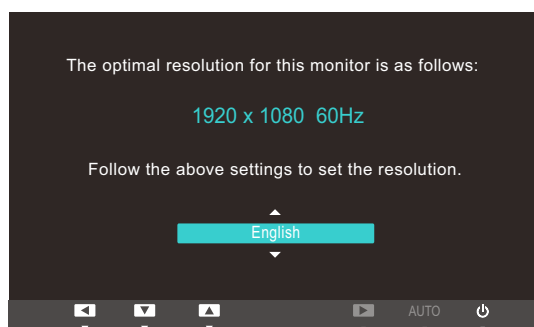 The optimal resolution for this monitor is as follows:
1920 x 1080 60Hz
Follow the above settings to set the resolution.
English
AUTO